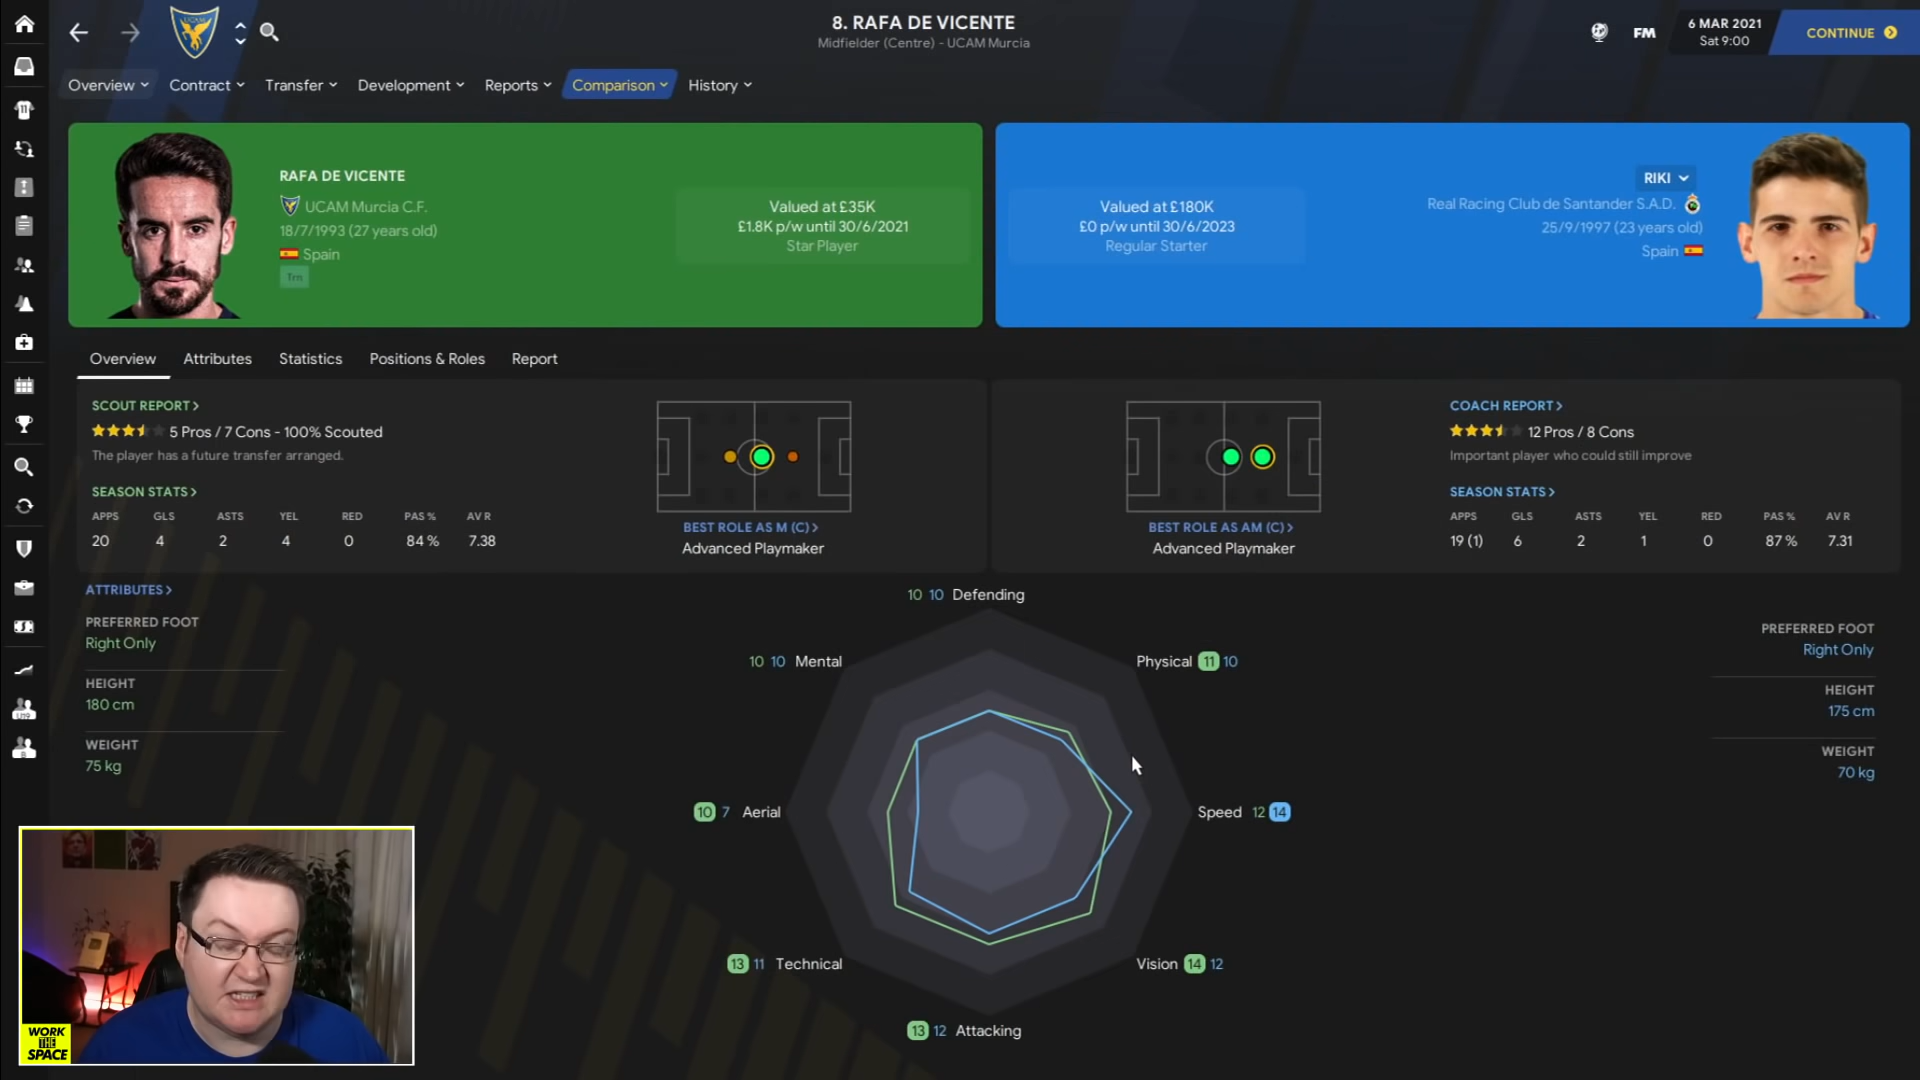 8. RAFA DE VICENTE
Midfielder (Centre) - UCAM Murcia
FM
6 MAR 2021
Sat 9:00
CONTINUE
Overview
Contract
Transfer
Development
Reports
Comparison
History
RAFA DE VICENTE
UCAM Murcia C.F.
18/7/1993 (27 years old)
Spain
Trn
Valued at £35K
£1.8K p/w until 30/6/2021
Star Player
Valued at £180K
£0 p/w until 30/6/2023
Regular Starter
RIKI
Real Racing Club de Santander S.A.D.
25/9/1997 (23 years old)
Spain
Overview Attributes Statistics Positions & Roles Report
SCOUT REPORT >
5 Pros / 7 Cons - 100% Scouted
The player has a future transfer arranged.
SEASON STATS >
APPS GLS ASTS YEL RED PAS % AV R
20 4 2 4 0 84 % 7.38
BEST ROLE AS M (C) >
Advanced Playmaker
BEST ROLE AS AM (C) >
Advanced Playmaker
COACH REPORT >
12 Pros / 8 Cons
Important player who could still improve
SEASON STATS >
APPS GLS ASTS YEL RED PAS % AV R
19 (1) 6 2 1 0 87 % 7.31
ATTRIBUTES >
PREFERRED FOOT
Right Only
HEIGHT
180 cm
WEIGHT
75 kg
10 10 Defending
10 10 Mental
Physical 11 10
10 7 Aerial
Speed 12 14
13 11 Technical
Vision 14 12
13 12 Attacking
PREFERRED FOOT
Right Only
HEIGHT
175 cm
WEIGHT
70 kg
U19
WORK
THE
SPACE